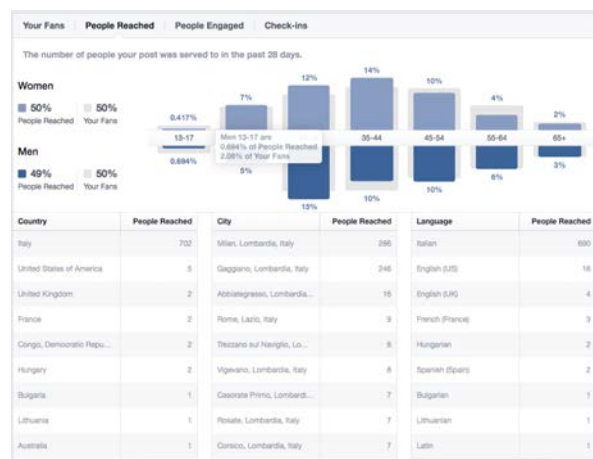 Your Fans People Reached People Engaged Check-ins
The number of people your post was served to in the past 28 days.
Women
50% 50%
People Reached Your Fans
Men
49% 50%
People Reached Your Fans
0.417% 7% 12% 14% 10% 4% 2%
13-17 35-44 45-54 55-64 65+
Men 13-17 are
0.694% of People Reached
2.08% of Your Fans
0.694% 9% 15% 10% 10% 6% 3%
Country People Reached City People Reached Language People Reached
Italy 702 Milan, Lombardia, Italy 286 Italian 690
United States of America 5 Gaggiano, Lombardia, Italy 246 English (US) 16
United Kingdom 2 Abbiategrasso, Lombardia... 16 English (UK) 4
France 2 Rome, Lazio, Italy 9 French (France) 3
Congo, Democratic Repu... 2 Trezzano sul Naviglio, Lo... 8 Hungarian 2
Hungary 2 Vigevano, Lombardia, Italy 8 Spanish (Spain) 2
Bulgaria 1 Casorate Primo, Lombardi... 7 Bulgarian 1
Lithuania 1 Rosate, Lombardia, Italy 7 Lithuanian 1
Australia 1 Corsico, Lombardia, Italy 7 Latin 1